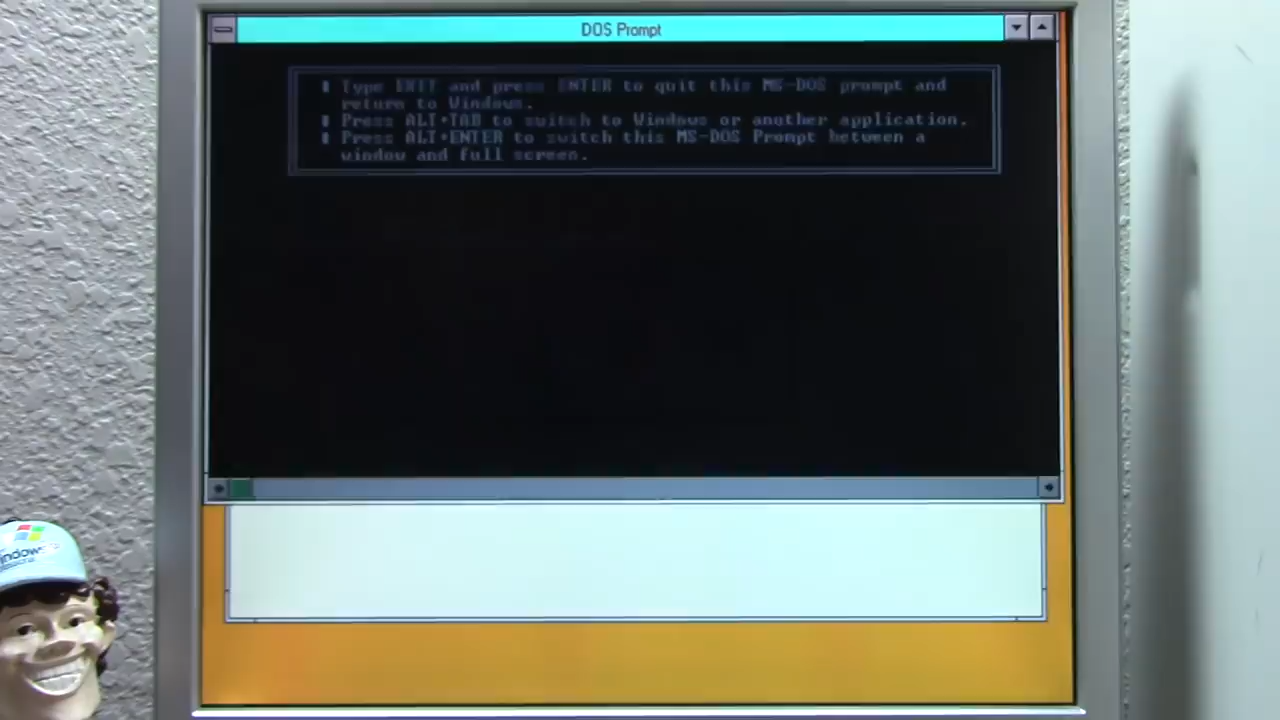 DOS Prompt
Type EXIT and press ENTER to quit this MS-DOS prompt and
return to Windows.
Press ALT+TAB to switch to Windows or another application.
Press ALT+ENTER to switch this MS-DOS Prompt between a
window and full screen.
indows